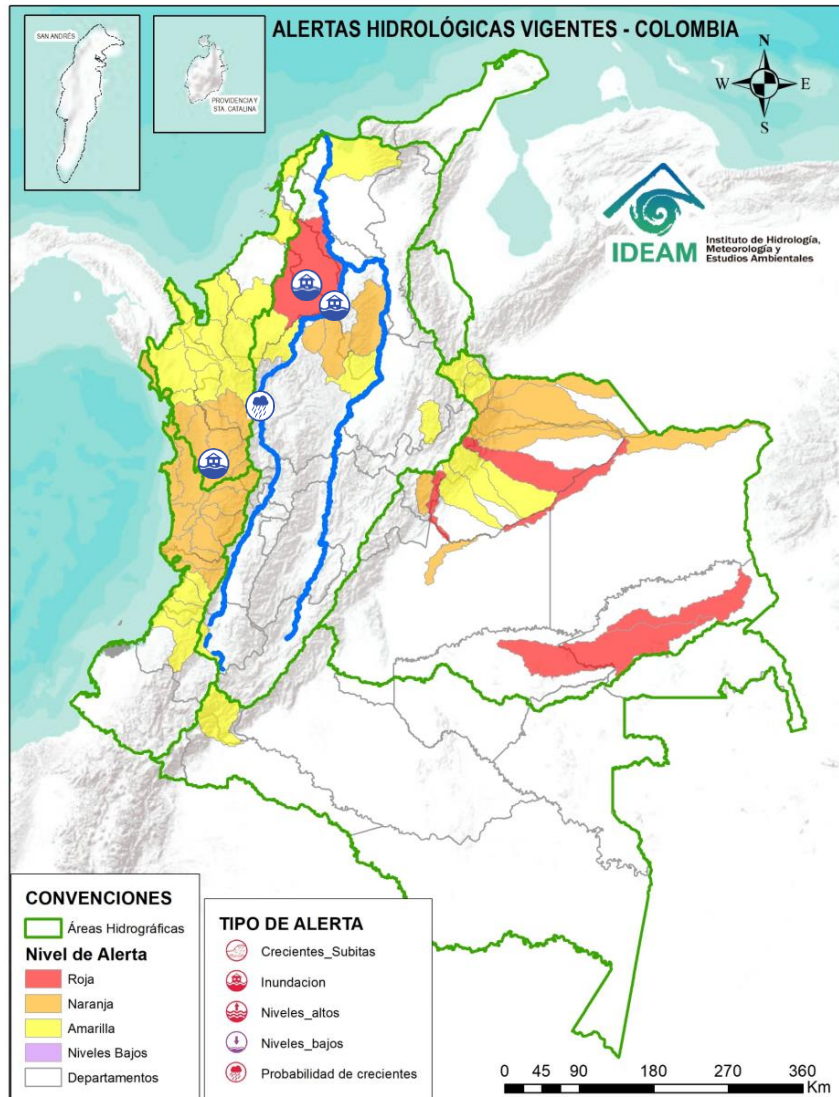 ALERTAS HIDROLÓGICAS VIGENTES - COLOMBIA
SAN ANDRÉS
PROVIDENCIA Y
STA. CATALINA
N
W
E
S
IDEAM
Instituto de Hidrología,
Meteorología y
Estudios Ambientales
CONVENCIONES
Áreas Hidrográficas
Nivel de Alerta
Roja
Naranja
Amarilla
Niveles Bajos
Departamentos
TIPO DE ALERTA
Crecientes_Subitas
Inundacion
Niveles_altos
Niveles_bajos
Probabilidad de crecientes
0 45 90 180 270 360
Km